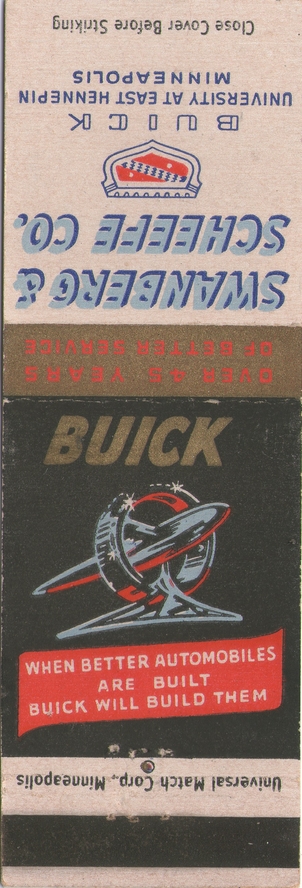 Close Cover Before Striking
SWANBERG &
SCHEEFE CO.
BUICK
UNIVERSITY AT EAST HENNEPIN
MINNEAPOLIS
OVER 45 YEARS
OF BETTER SERVICE
BUICK
WHEN BETTER AUTOMOBILES
ARE BUILT
BUICK WILL BUILD THEM
Universal Match Corp., Minneapolis